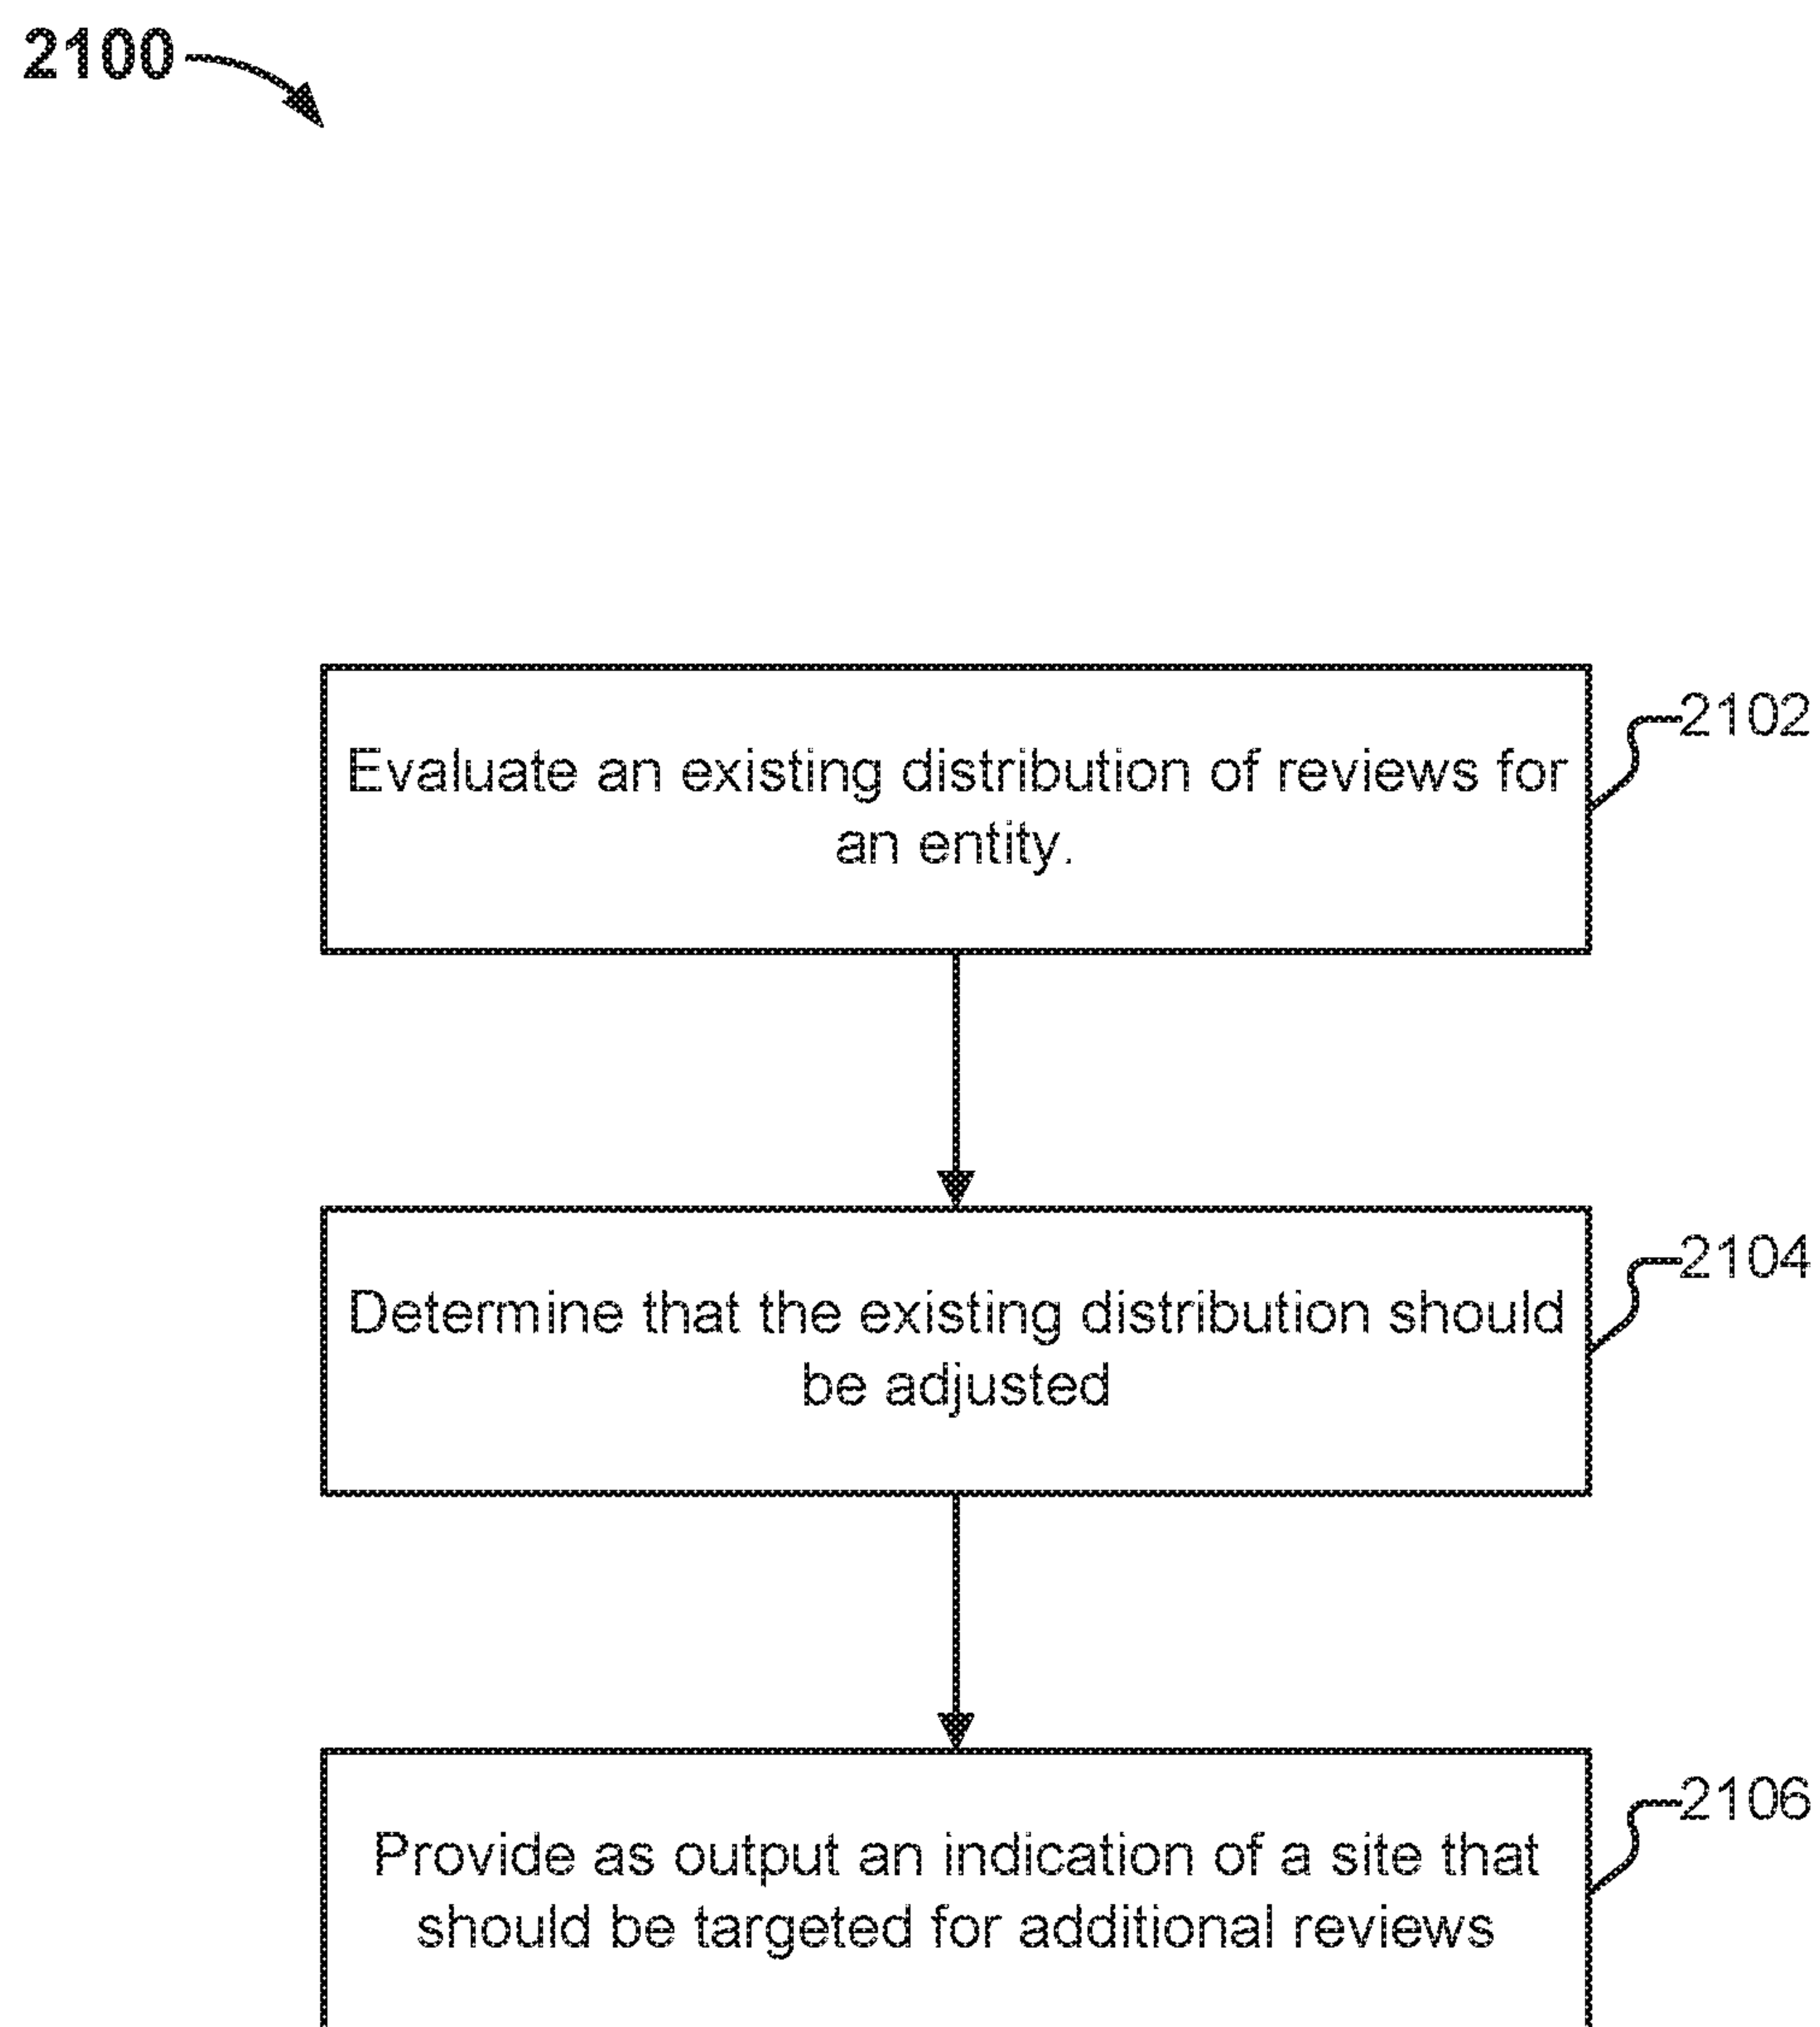 2100
Evaluate an existing distribution of reviews for
an entity.
2102
Determine that the existing distribution should
be adjusted
2104
Provide as output an indication of a site that
should be targeted for additional reviews
2106